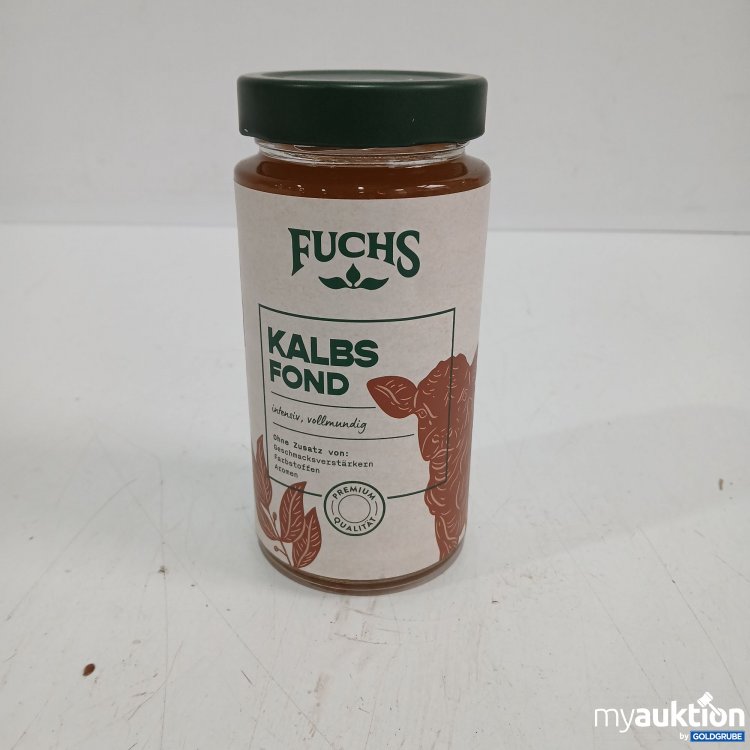 FUCHS
KALBS
FOND
intensiv, vollmundig
Ohne Zusatz von:
Geschmacksverstärkern
Farbstoffen
Aromen
PREMIUM
QUALITÄT
myauktion
by GOLDGRUBE